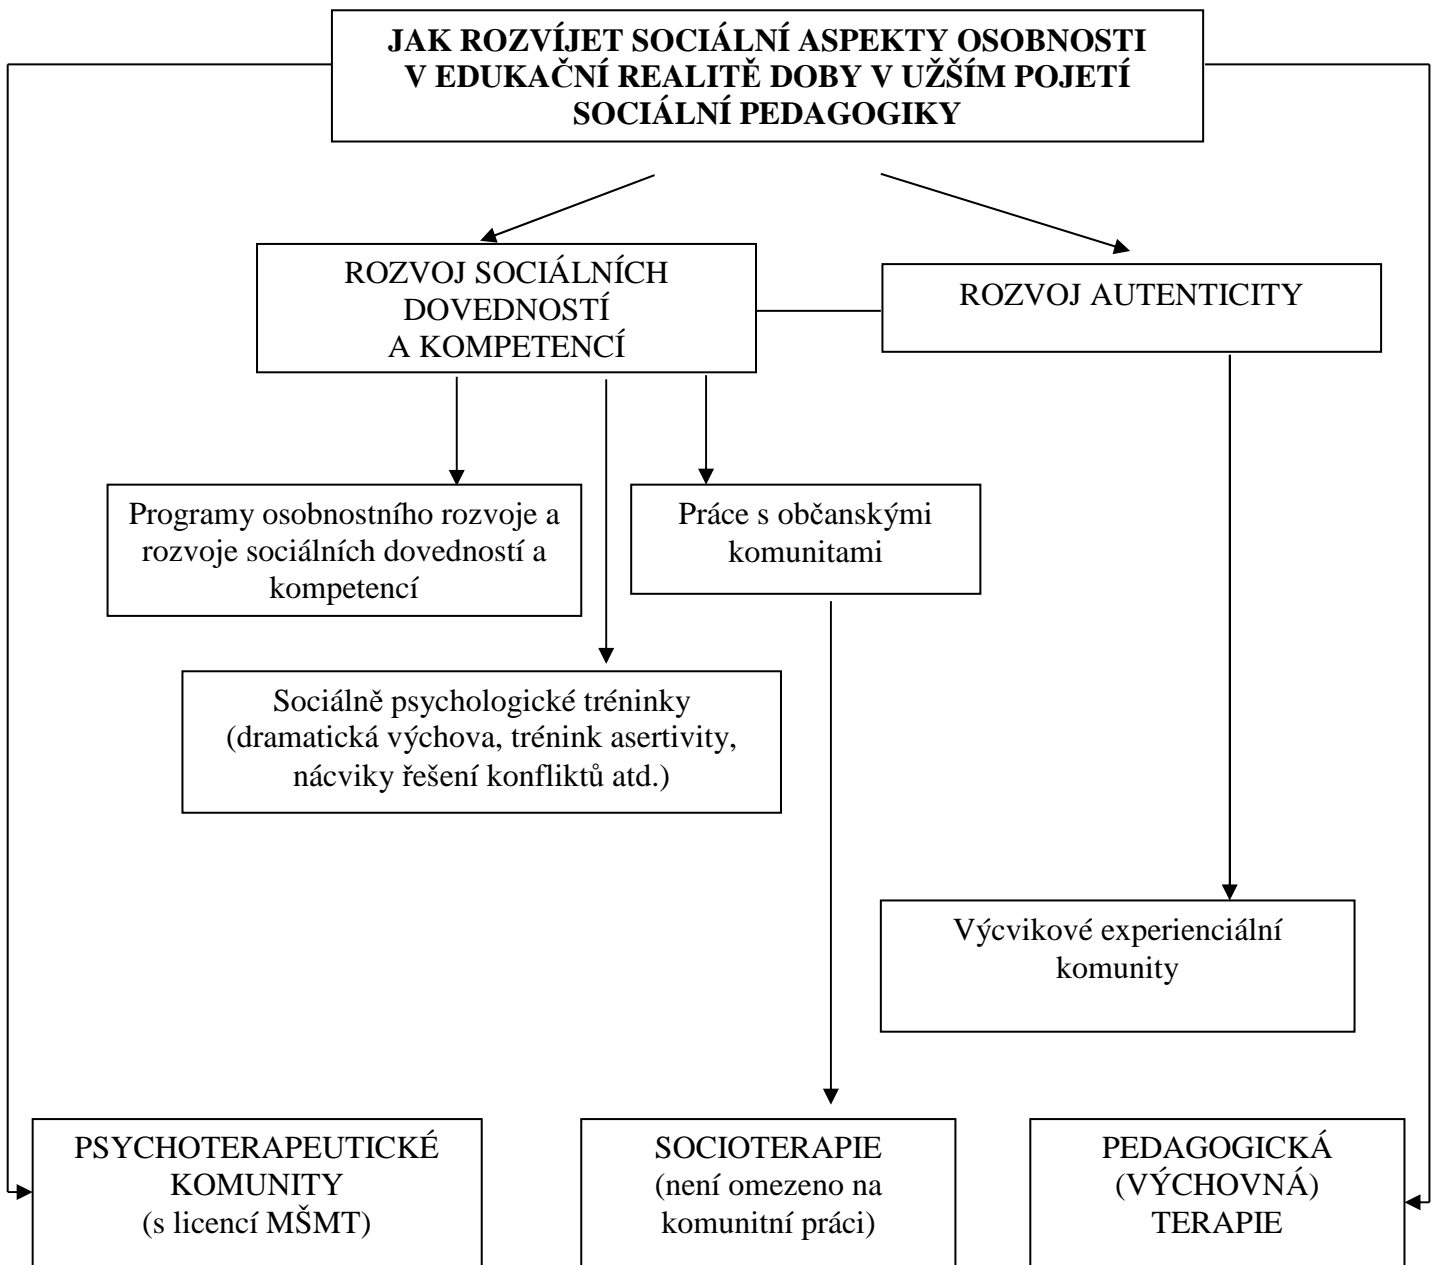 JAK ROZVÍJET SOCIÁLNÍ ASPEKTY OSOBNOSTI
V EDUKAČNÍ REALITĚ DOBY V UŽŠÍM POJETÍ
SOCIÁLNÍ PEDAGOGIKY
ROZVOJ SOCIÁLNÍCH
DOVEDNOSTÍ
A KOMPETENCÍ
ROZVOJ AUTENTICITY
Programy osobnostního rozvoje a
rozvoje sociálních dovedností a
kompetencí
Práce s občanskými
komunitami
Sociálně psychologické tréninky
(dramatická výchova, trénink asertivity,
nácviky řešení konfliktů atd.)
Výcvikové experienciální
komunity
PSYCHOTERAPEUTICKÉ
KOMUNITY
(s licencí MŠMT)
SOCIOTERAPIE
(není omezeno na
komunitní práci)
PEDAGOGICKÁ
(VÝCHOVNÁ)
TERAPIE